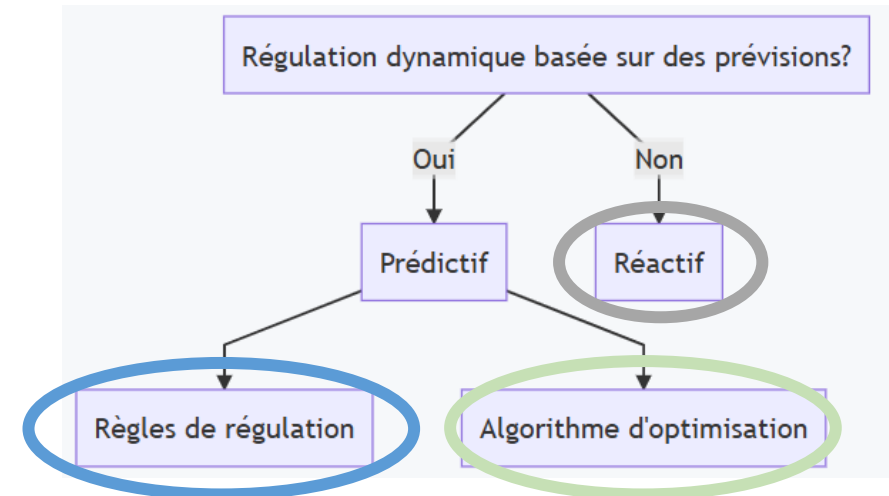 Régulation dynamique basée sur des prévisions?
Oui
Non
Prédictif
Réactif
Règles de régulation
Algorithme d'optimisation